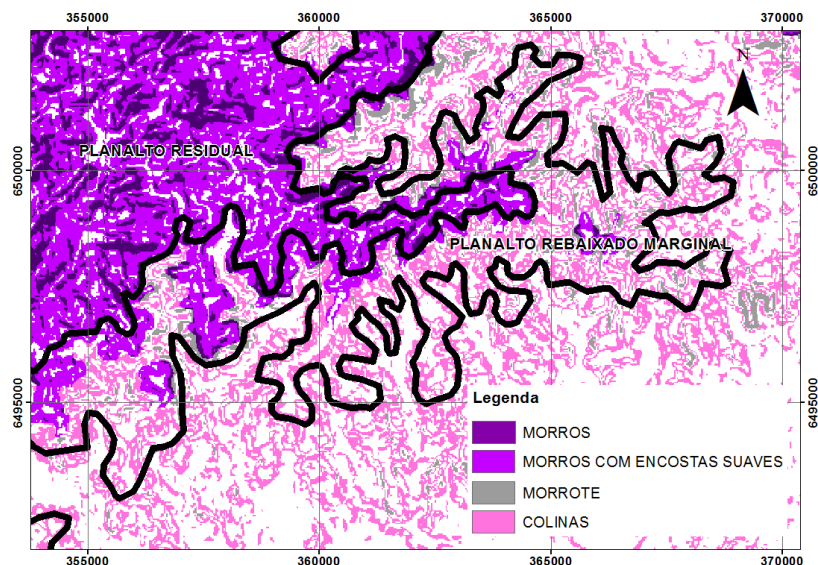 355000 360000 365000 370000
N
PLANALTO RESIDUAL
6500000 6500000
PLANALTO REBAIXADO MARGINAL
6495000 6495000
Legenda
MORROS
MORROS COM ENCOSTAS SUAVES
MORROTE
COLINAS
355000 360000 365000 370000